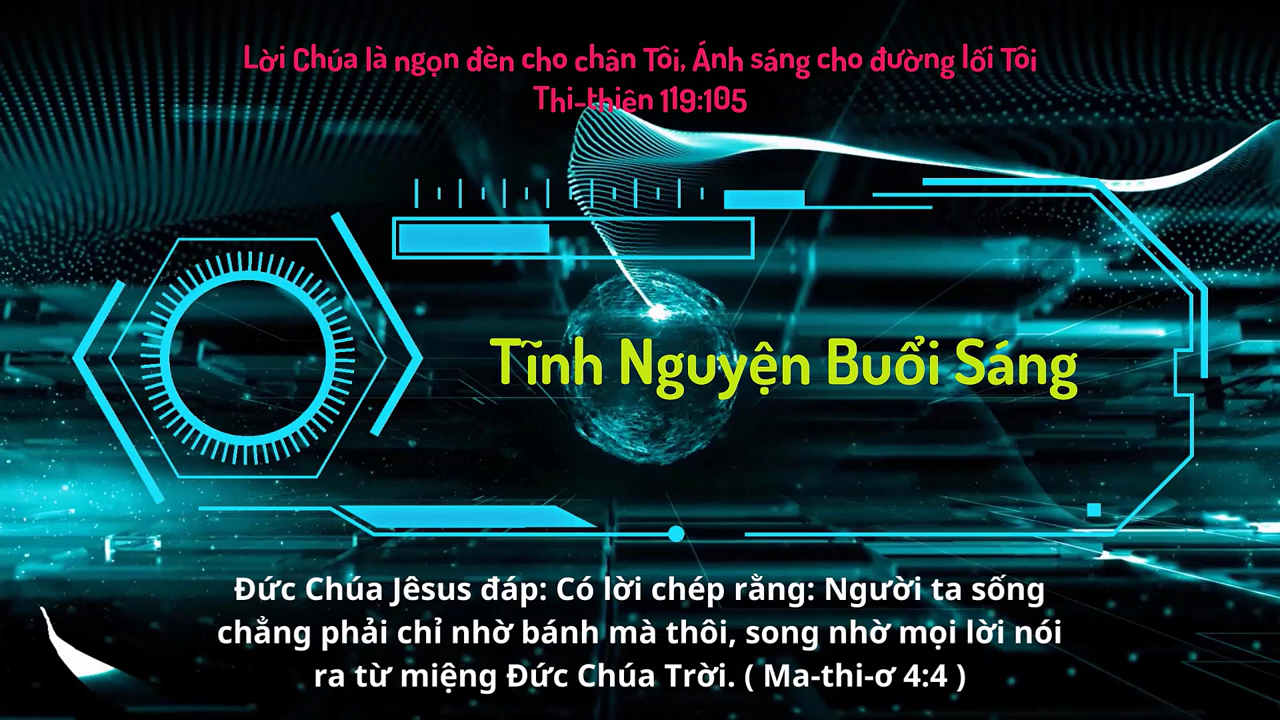 Lời Chúa là ngọn đèn cho chân Tôi, Ánh sáng cho đường lối Tôi
Thi-thiên 119:105
Tĩnh Nguyện Buổi Sáng
Đức Chúa Jêsus đáp: Có lời chép rằng: Người ta sống
chẳng phải chỉ nhờ bánh mà thôi, song nhờ mọi lời nói
ra từ miệng Đức Chúa Trời. ( Ma-thi-ơ 4:4 )